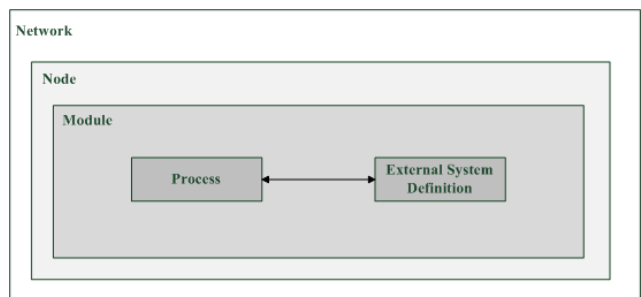 Network
Node
Module
Process
External System
Definition